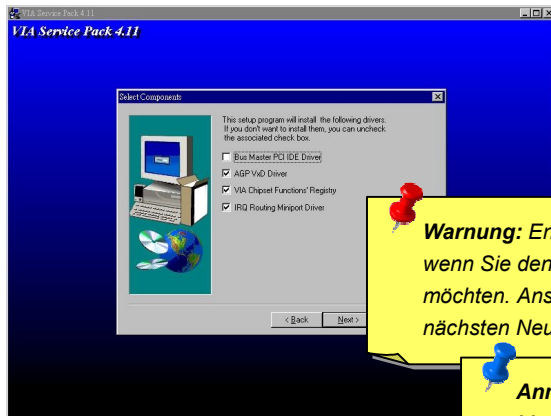 VIA Service Pack 4.11
VIA Service Pack 4.11
Select Components
This setup program will install the following drivers.
If you don't want to install them, you can uncheck
the associated check box.
Bus Master PCI IDE Driver
AGP VxD Driver
VIA Chipset Functions' Registry
IRQ Routing Miniport Driver
< Back Next >
Warnung:
wenn Sie den
möchten.
nächsten